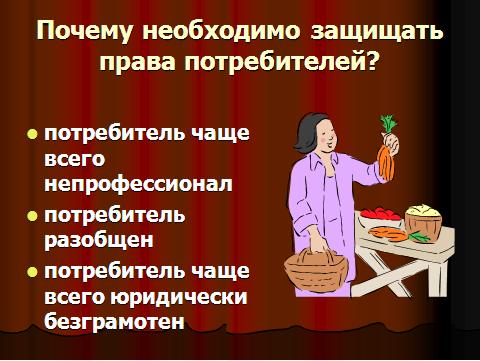 Почему необходимо защищать
права потребителей?
потребитель чаще
всего
непрофессионал
потребитель
разобщен
потребитель чаще
всего юридически
безграмотен